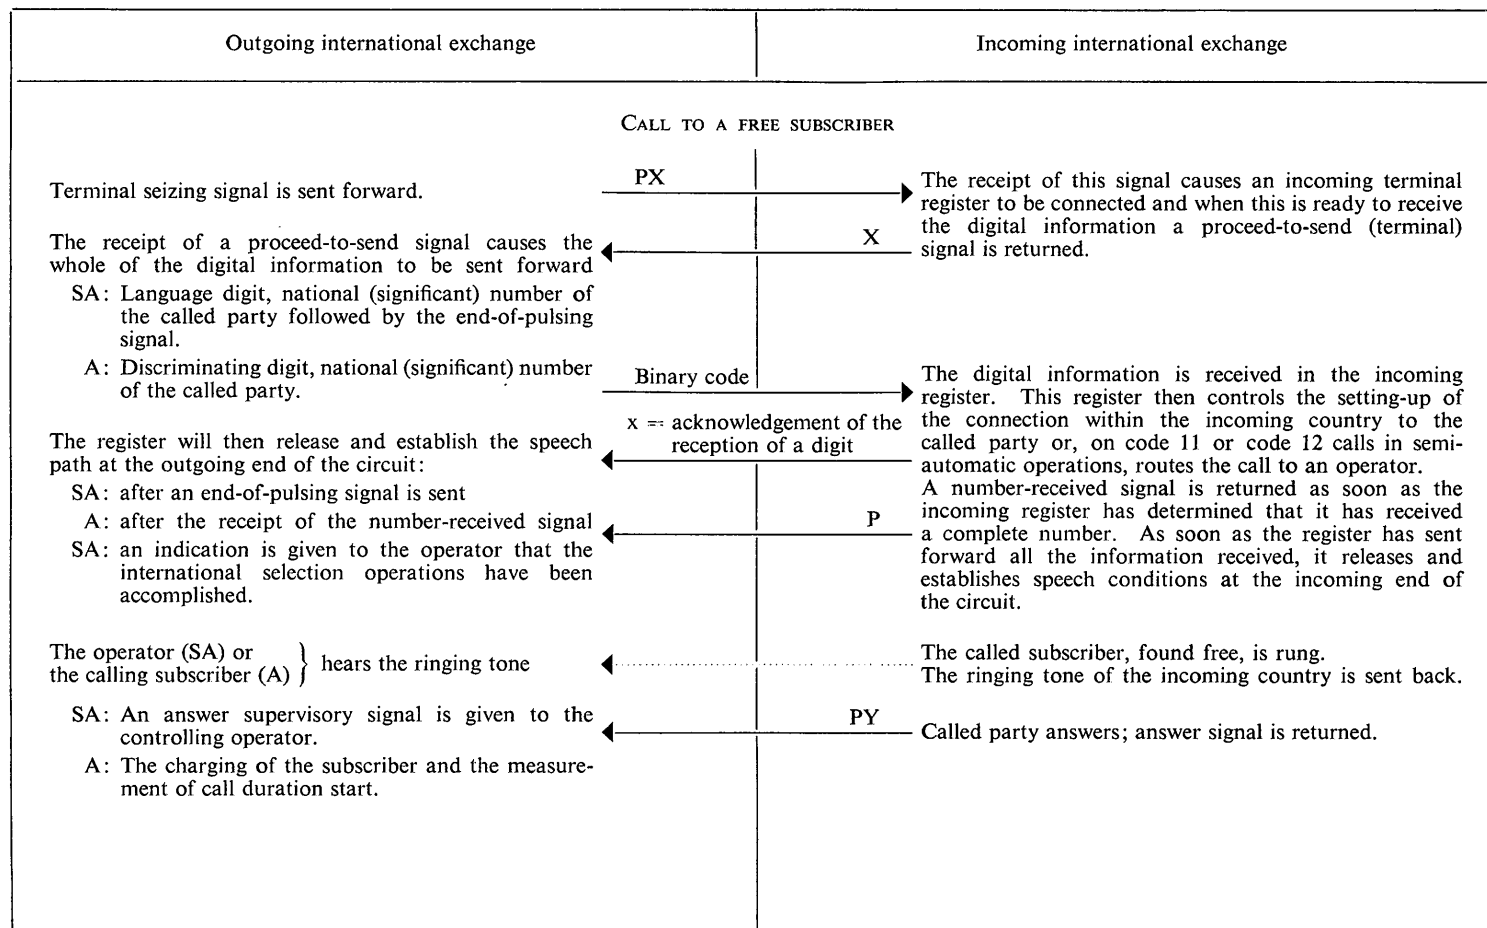 Outgoing international exchange
Incoming international exchange
CALL TO A FREE SUBSCRIBER
Terminal seizing signal is sent forward.
PX
The receipt of this signal causes an incoming terminal
register to be connected and when this is ready to receive
the digital information a proceed-to-send (terminal)
signal is returned.
X
The receipt of a proceed-to-send signal causes the
whole of the digital information to be sent forward
SA: Language digit, national (significant) number of
the called party followed by the end-of-pulsing
signal.
A: Discriminating digit, national (significant) number
of the called party.
Binary code
The digital information is received in the incoming
register. This register then controls the setting-up of
the connection within the incoming country to the
called party or, on code 11 or code 12 calls in semi-
automatic operations, routes the call to an operator.
x = acknowledgement of the
reception of a digit
The register will then release and establish the speech
path at the outgoing end of the circuit:
SA: after an end-of-pulsing signal is sent
A: after the receipt of the number-received signal
SA: an indication is given to the operator that the
international selection operations have been
accomplished.
P
A number-received signal is returned as soon as the
incoming register has determined that it has received
a complete number. As soon as the register has sent
forward all the information received, it releases and
establishes speech conditions at the incoming end of
the circuit.
The operator (SA) or
the calling subscriber (A)
} hears the ringing tone
The called subscriber, found free, is rung.
The ringing tone of the incoming country is sent back.
SA: An answer supervisory signal is given to the
controlling operator.
PY
Called party answers; answer signal is returned.
A: The charging of the subscriber and the measure-
ment of call duration start.